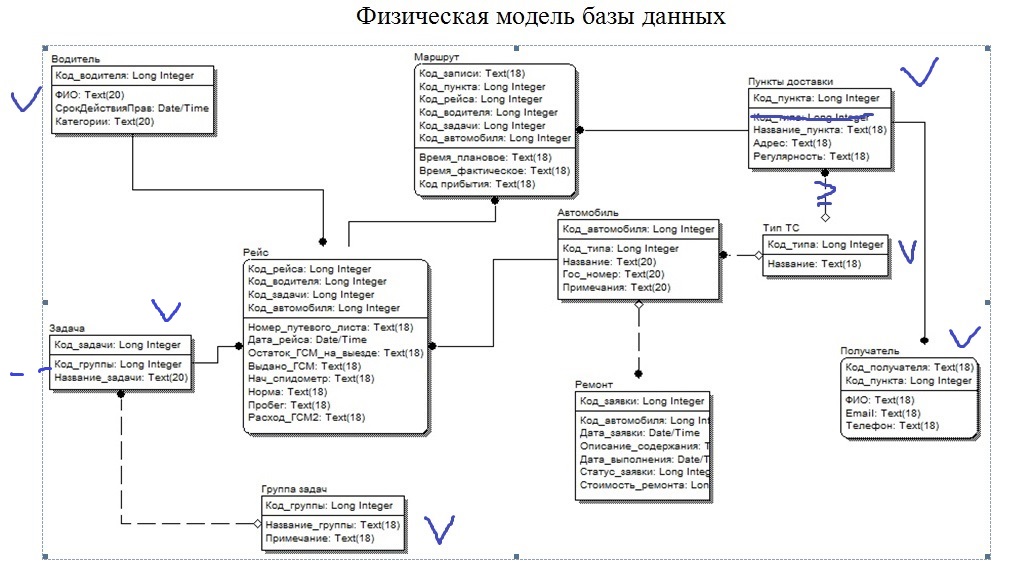 Физическая модель базы данных
Водитель
Код_водителя: Long Integer
ФИО: Text(20)
СрокДействияПрав: Date/Time
Категории: Text(20)
Маршрут
Код_записи: Text(18)
Код_пункта: Long Integer
Код_рейса: Long Integer
Код_водителя: Long Integer
Код_задачи: Long Integer
Код_автомобиля: Long Integer
Время_плановое: Text(18)
Время_фактическое: Text(18)
Код прибытия: Text(18)
Пункты доставки
Код_пункта: Long Integer
Код_типа: Long Integer
Название_пункта: Text(18)
Адрес: Text(18)
Регулярность: Text(18)
Автомобиль
Код_автомобиля: Long Integer
Код_типа: Long Integer
Название: Text(20)
Гос_номер: Text(20)
Примечания: Text(20)
Тип ТС
Код_типа: Long Integer
Название: Text(18)
Рейс
Код_рейса: Long Integer
Код_водителя: Long Integer
Код_задачи: Long Integer
Код_автомобиля: Long Integer
Номер_путевого_листа: Text(18)
Дата_рейса: Date/Time
Остаток_ГСМ_на_выезде: Text(18)
Выдано_ГСМ: Text(18)
Нач_спидометр: Text(18)
Норма: Text(18)
Пробег: Text(18)
Расход_ГСМ2: Text(18)
Задача
Код_задачи: Long Integer
Код_группы: Long Integer
Название_задачи: Text(20)
Получатель
Код_получателя: Text(18)
Код_пункта: Long Integer
ФИО: Text(18)
Email: Text(18)
Телефон: Text(18)
Ремонт
Код_заявки: Long Integer
Код_автомобиля: Long Int
Дата_заявки: Date/Time
Описание_содержания: T
Дата_выполнения: Date/T
Статус_заявки: Long Integ
Стоимость_ремонта: Lon
Группа задач
Код_группы: Long Integer
Название_группы: Text(18)
Примечание: Text(18)